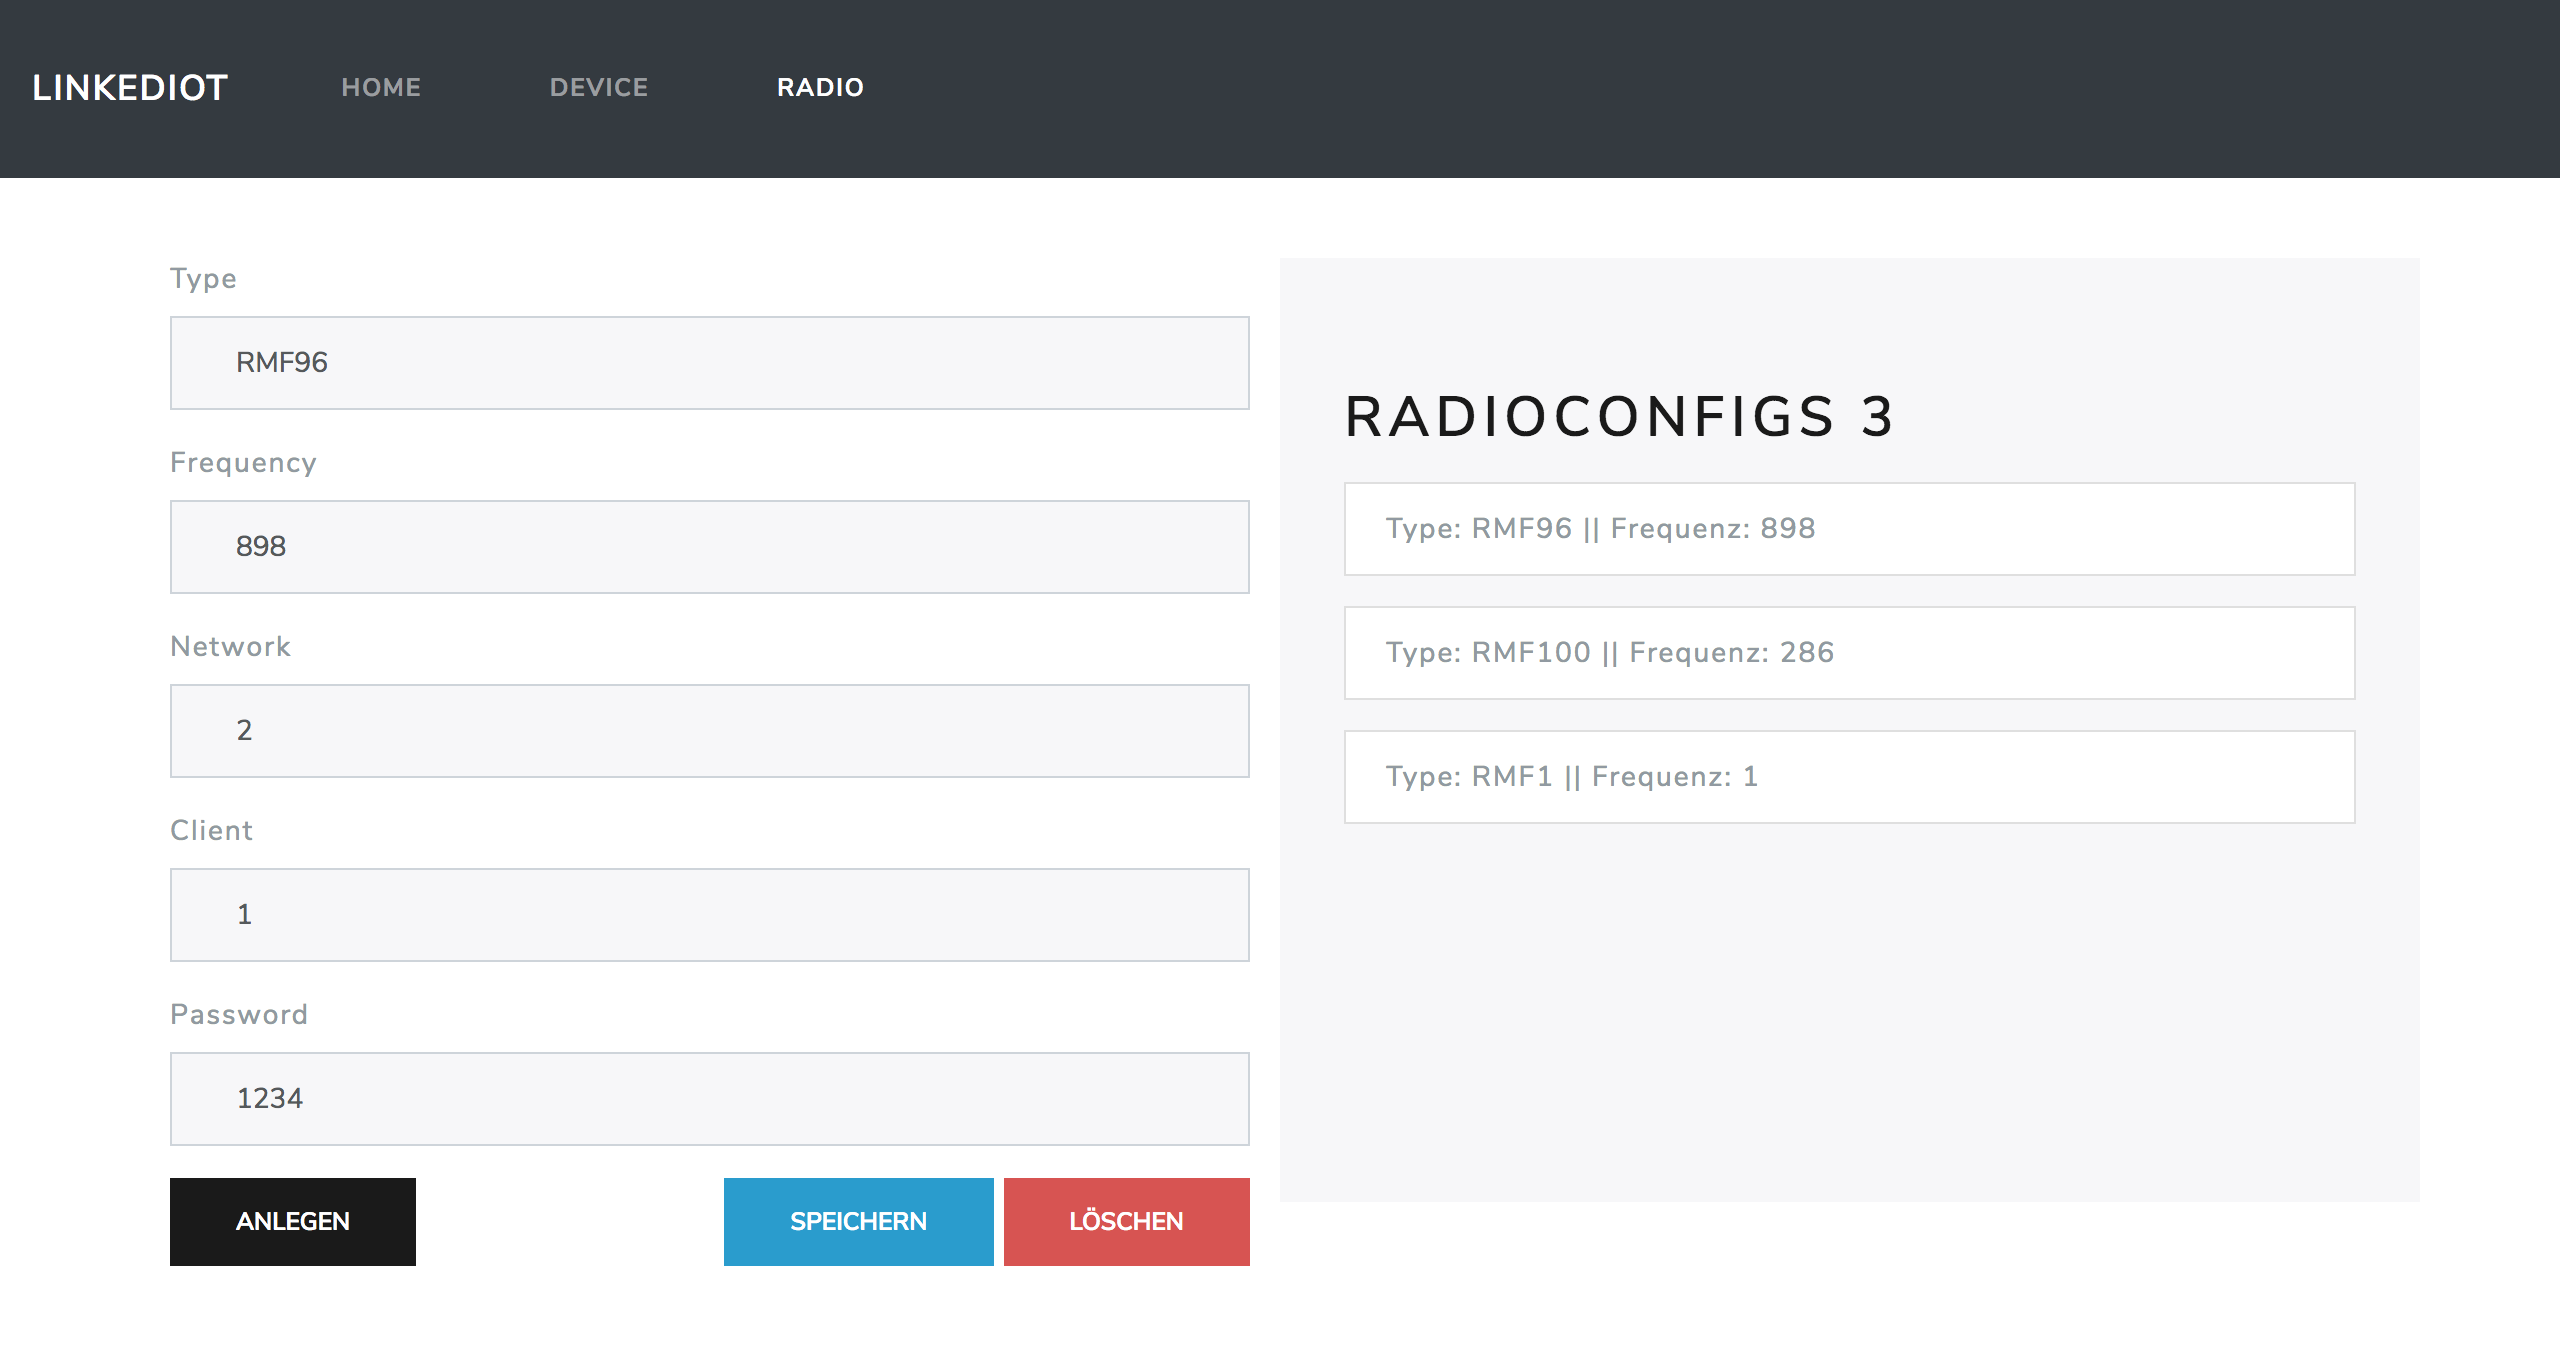 LINKEDIOT HOME DEVICE RADIO
Type
RMF96
Frequency
898
Network
2
Client
1
Password
1234
ANLEGEN SPEICHERN LÖSCHEN
RADIOCONFIGS 3
Type: RMF96 || Frequenz: 898
Type: RMF100 || Frequenz: 286
Type: RMF1 || Frequenz: 1